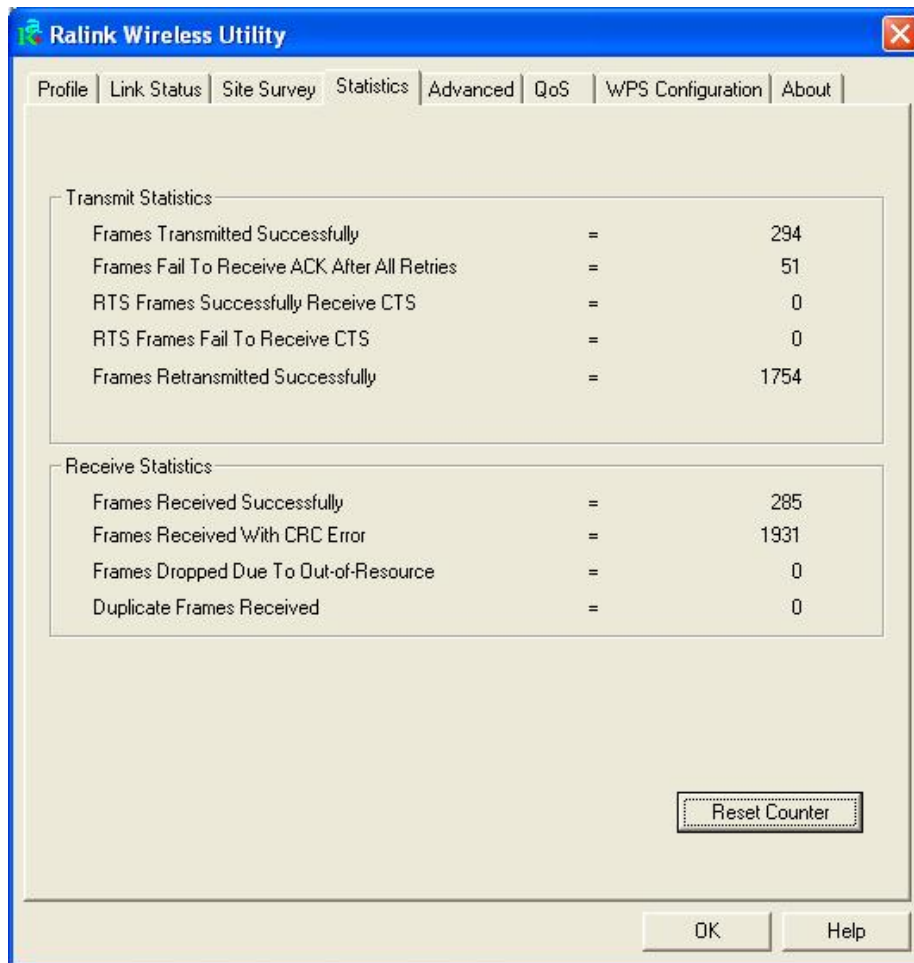 Ralink Wireless Utility
Profile Link Status Site Survey Statistics Advanced QoS WPS Configuration About
Transmit Statistics
Frames Transmitted Successfully = 294
Frames Fail To Receive ACK After All Retries = 51
RTS Frames Successfully Receive CTS = 0
RTS Frames Fail To Receive CTS = 0
Frames Retransmitted Successfully = 1754
Receive Statistics
Frames Received Successfully = 285
Frames Received With CRC Error = 1931
Frames Dropped Due To Out-of-Resource = 0
Duplicate Frames Received = 0
Reset Counter
OK Help